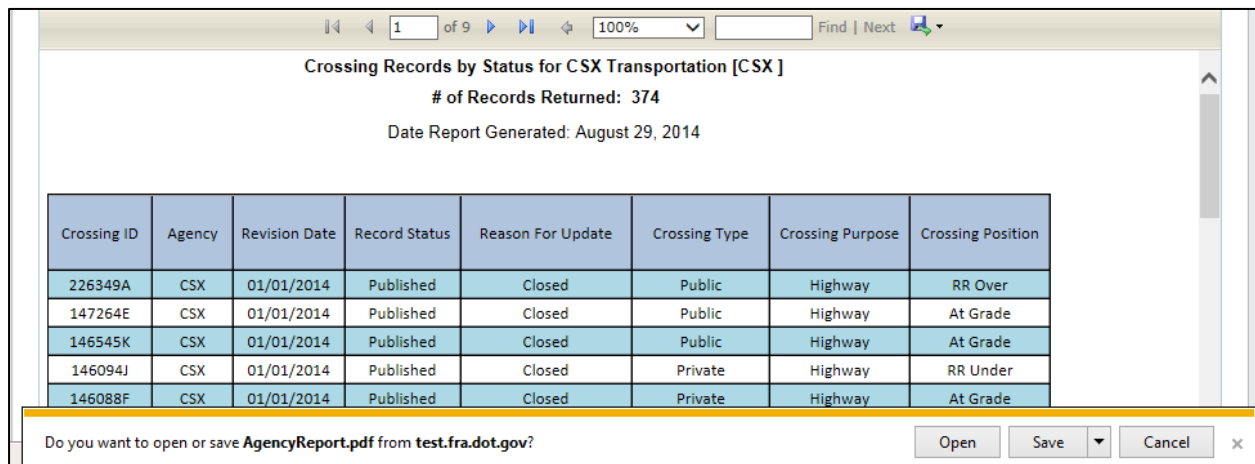 1 of 9 100% Find | Next
Crossing Records by Status for CSX Transportation [CSX ]
# of Records Returned: 374
Date Report Generated: August 29, 2014
Crossing ID Agency Revision Date Record Status Reason For Update Crossing Type Crossing Purpose Crossing Position
226349A CSX 01/01/2014 Published Closed Public Highway RR Over
147264E CSX 01/01/2014 Published Closed Public Highway At Grade
146545K CSX 01/01/2014 Published Closed Public Highway At Grade
146094J CSX 01/01/2014 Published Closed Private Highway RR Under
146088F CSX 01/01/2014 Published Closed Private Highway At Grade
Do you want to open or save AgencyReport.pdf from test.fra.dot.gov? Open Save Cancel